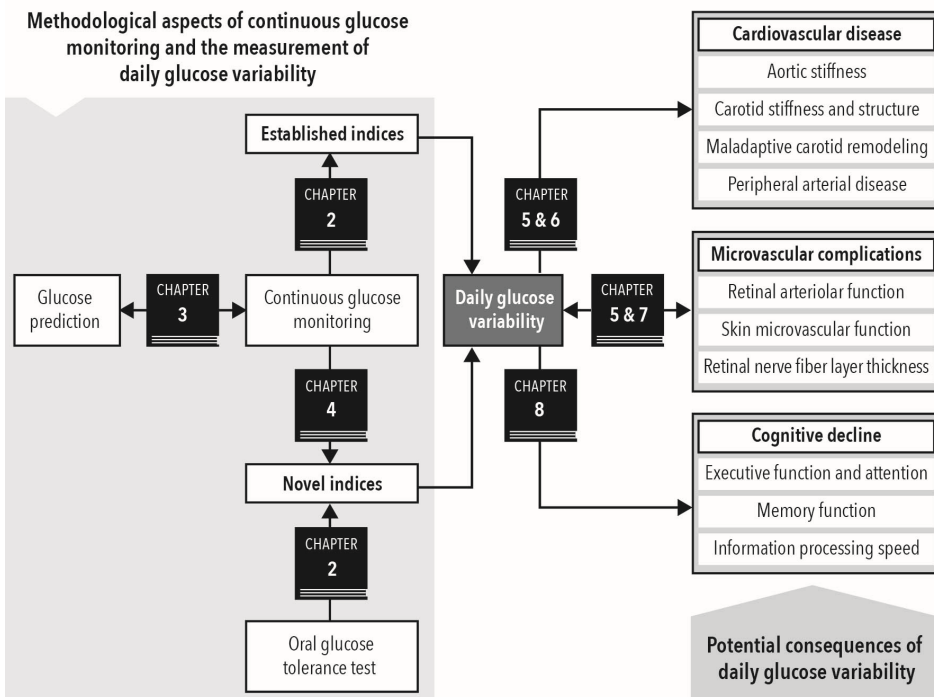 Methodological aspects of continuous glucose
monitoring and the measurement of
daily glucose variability
Established indices
CHAPTER
2
Glucose
prediction
CHAPTER
3
Continuous glucose
monitoring
CHAPTER
4
Novel indices
CHAPTER
2
Oral glucose
tolerance test
Daily glucose
variability
CHAPTER
5 & 6
CHAPTER
5 & 7
CHAPTER
8
Cardiovascular disease
Aortic stiffness
Carotid stiffness and structure
Maladaptive carotid remodeling
Peripheral arterial disease
Microvascular complications
Retinal arteriolar function
Skin microvascular function
Retinal nerve fiber layer thickness
Cognitive decline
Executive function and attention
Memory function
Information processing speed
Potential consequences of
daily glucose variability